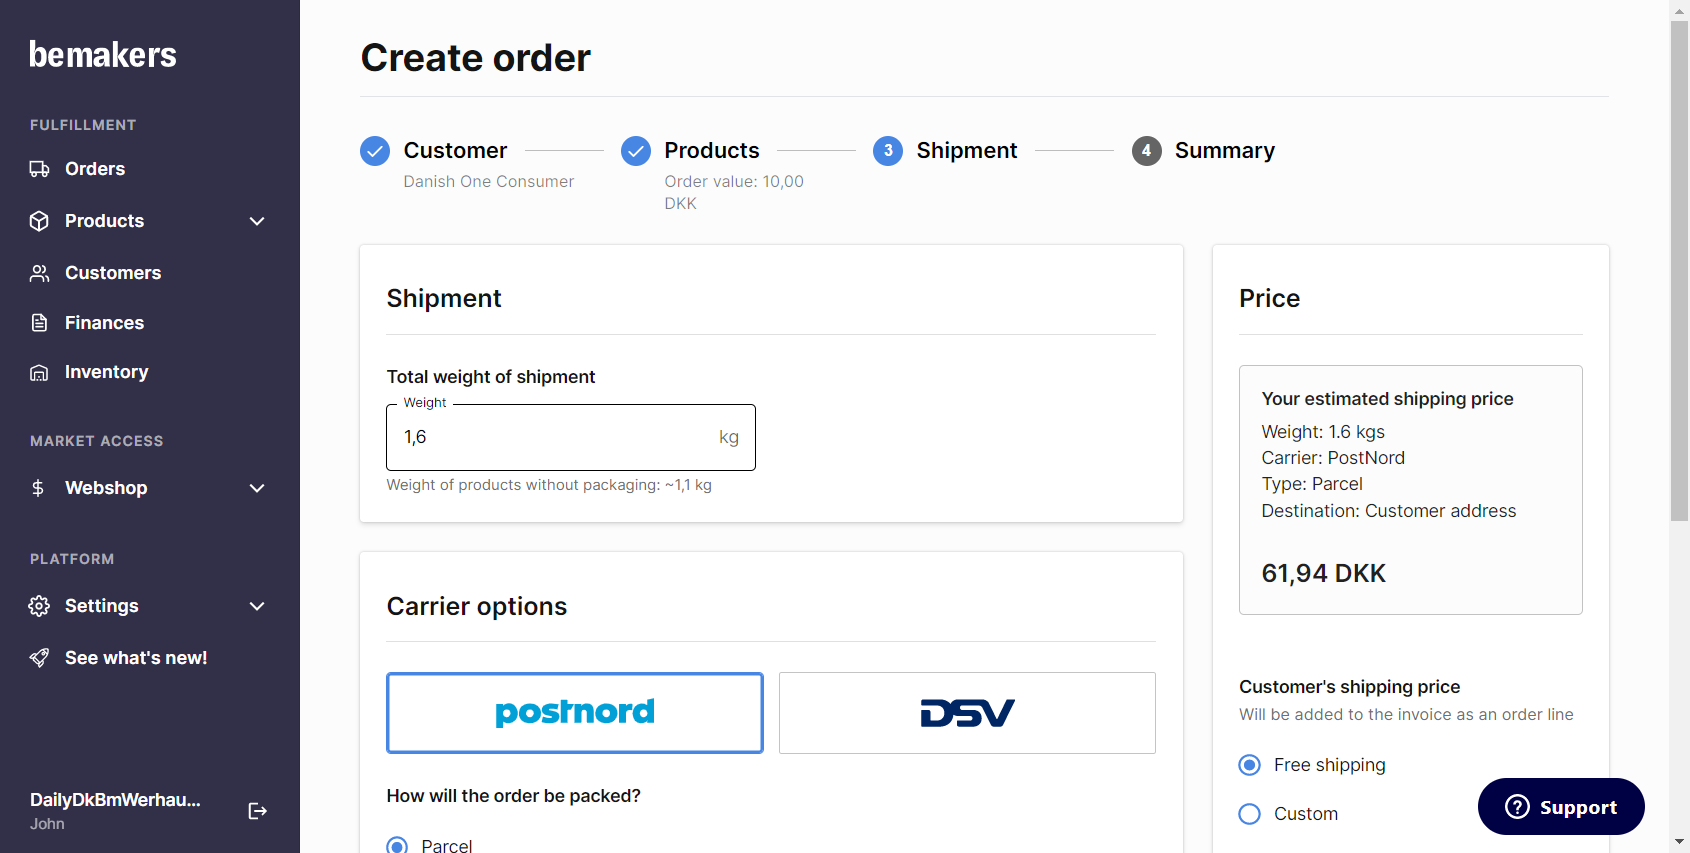 bemakers
FULFILLMENT
Orders
Products
Customers
Finances
Inventory
MARKET ACCESS
Webshop
PLATFORM
Settings
See what's new!
DailyDkBmWerhau...
John
Create order
Customer
Danish One Consumer
Products
Order value: 10,00
DKK
3
Shipment
4
Summary
Shipment
Total weight of shipment
Weight
1,6
kg
Weight of products without packaging: ~1,1 kg
Carrier options
postnord
DSV
How will the order be packed?
Parcel
Price
Your estimated shipping price
Weight: 1.6 kgs
Carrier: PostNord
Type: Parcel
Destination: Customer address
61,94 DKK
Customer's shipping price
Will be added to the invoice as an order line
Free shipping
Custom
Support